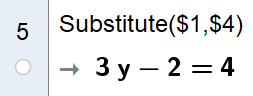 5
Substitute($1,$4)
→ 3 y – 2 = 4